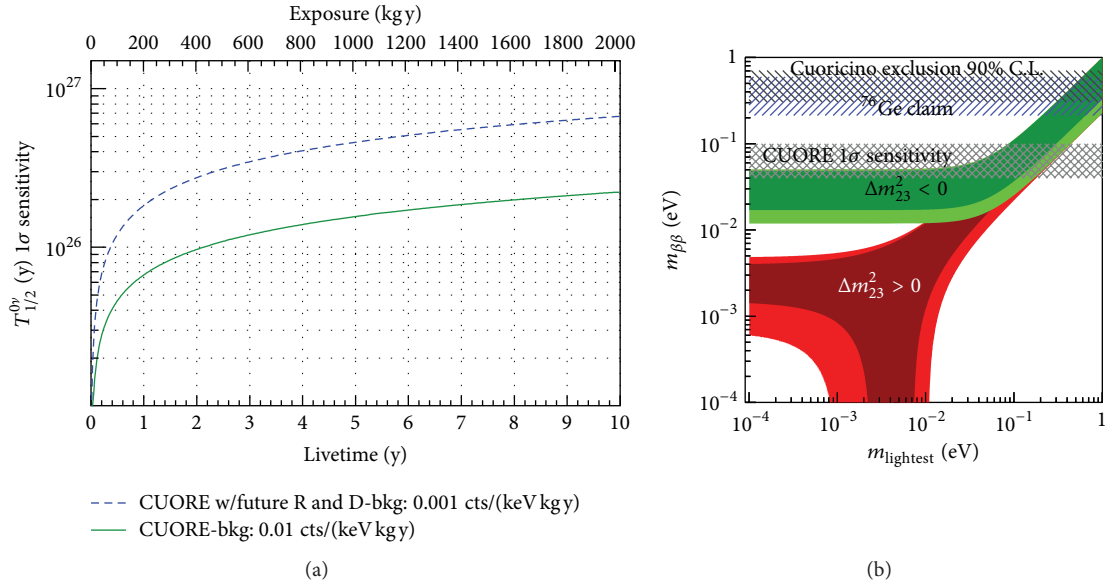 Exposure (kg y)
0 200 400 600 800 1000 1200 1400 1600 1800 2000
10^27
10^26
T^0ν_1/2 (y) 1σ sensitivity
0 1 2 3 4 5 6 7 8 9 10
Livetime (y)
CUORE w/future R and D-bkg: 0.001 cts/(keV kg y)
CUORE-bkg: 0.01 cts/(keV kg y)
(a)
1
Cuoricino exclusion 90% C.L.
^76Ge claim
10^−1
CUORE 1σ sensitivity
Δm^2_23 < 0
10^−2
Δm^2_23 > 0
10^−3
10^−4
m_ββ (eV)
10^−4 10^−3 10^−2 10^−1 1
m_lightest (eV)
(b)